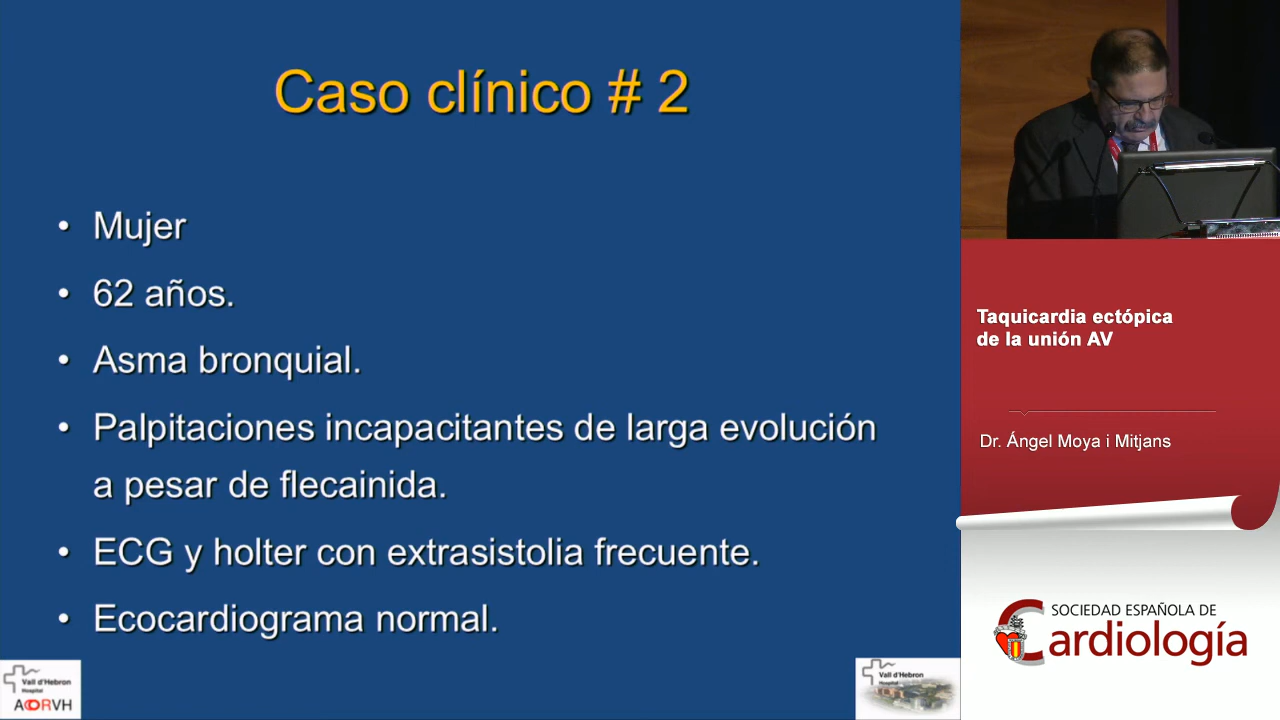 Caso clínico # 2
• Mujer
• 62 años.
• Asma bronquial.
• Palpitaciones incapacitantes de larga evolución
a pesar de flecainida.
• ECG y holter con extrasistolia frecuente.
• Ecocardiograma normal.
Vall d'Hebron
Hospital
ACORVH
Vall d'Hebron
Hospital
Taquicardia ectópica
de la unión AV
Dr. Ángel Moya i Mitjans
SOCIEDAD ESPAÑOLA DE
Cardiología